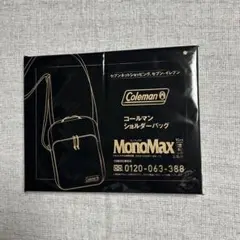 セブンネットショッピング、セブン-イレブン
Coleman
コールマン
ショルダーバッグ
MonoMax
0120-063-388